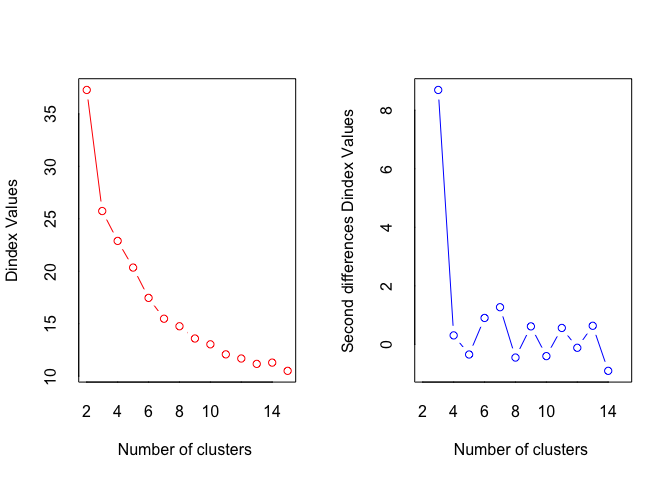 Dindex Values
35
30
25
20
15
10
2 4 6 8 10 14
Number of clusters
Second differences Dindex Values
8
6
4
2
0
2 4 6 8 10 14
Number of clusters